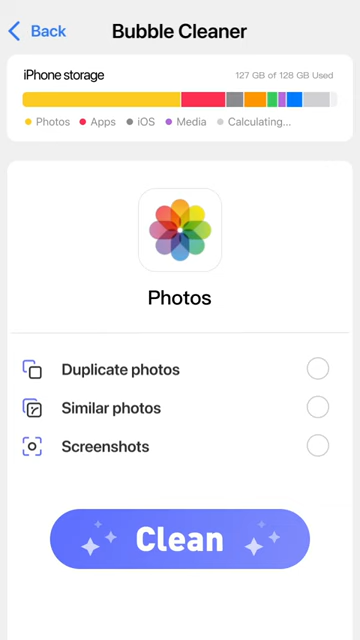 Back
Bubble Cleaner
iPhone storage
127 GB of 128 GB Used
Photos Apps iOS Media Calculating...
Photos
Duplicate photos
Similar photos
Screenshots
Clean